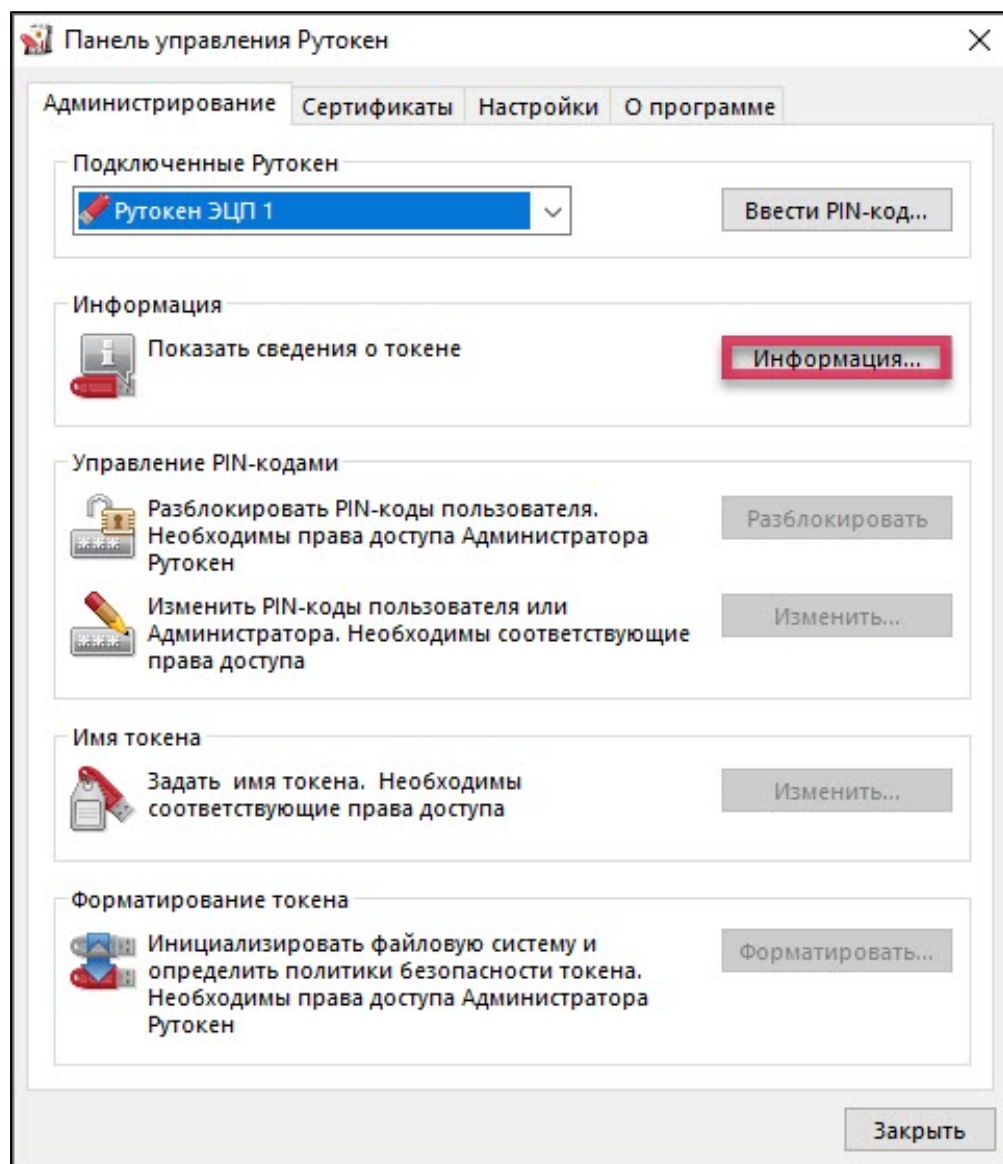 Панель управления Рутокен
Администрирование
Сертификаты
Настройки
О программе
Подключенные Рутокен
Рутокен ЭЦП 1
Ввести PIN-код...
Информация
Показать сведения о токене
Информация...
Управление PIN-кодами
Разблокировать PIN-коды пользователя.
Необходимы права доступа Администратора
Рутокен
Разблокировать
Изменить PIN-коды пользователя или
Администратора. Необходимы соответствующие
права доступа
Изменить...
Имя токена
Задать имя токена. Необходимы
соответствующие права доступа
Изменить...
Форматирование токена
Инициализировать файловую систему и
определить политики безопасности токена.
Необходимы права доступа Администратора
Рутокен
Форматировать...
Закрыть